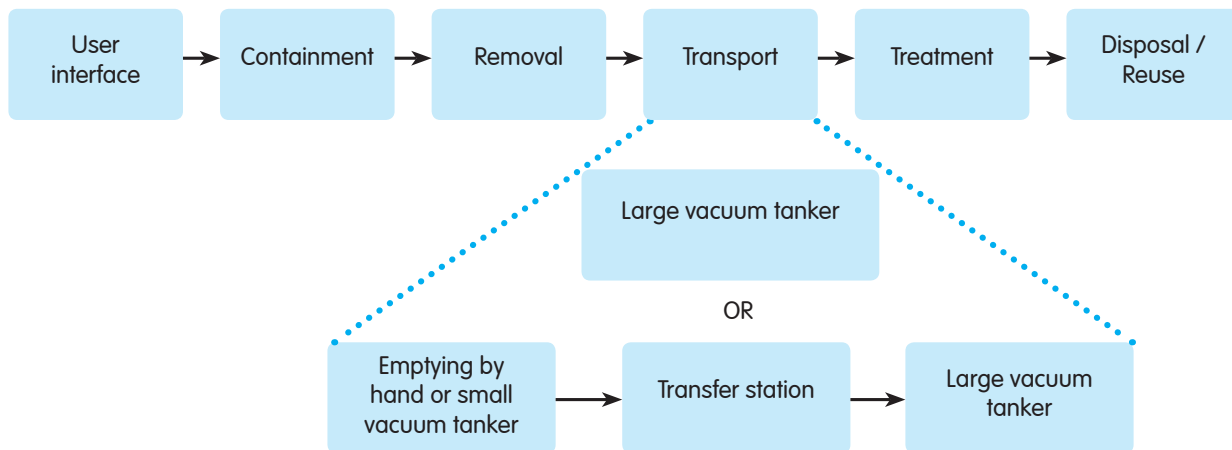 User
interface
Containment
Removal
Transport
Treatment
Disposal /
Reuse
Large vacuum tanker
OR
Emptying by
hand or small
vacuum tanker
Transfer station
Large vacuum
tanker